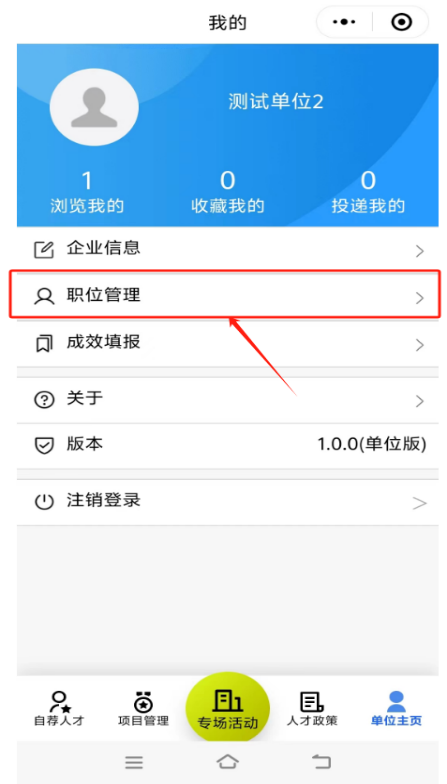 我的
测试单位2
1 0 0
浏览我的 收藏我的 投递我的
企业信息
职位管理
成效填报
关于
版本 1.0.0(单位版)
注销登录
自荐人才 项目管理 专场活动 人才政策 单位主页